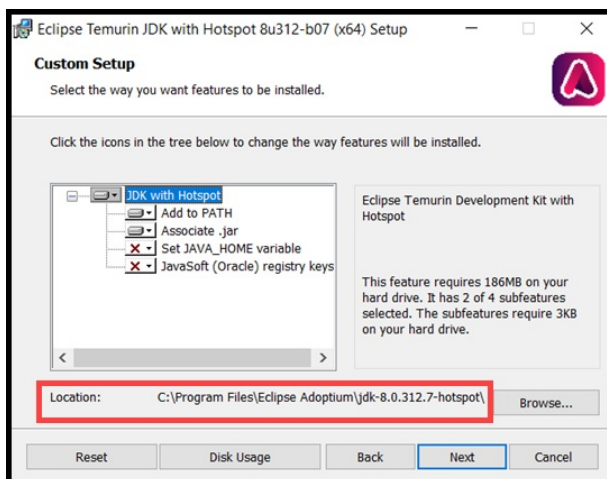 Eclipse Temurin JDK with Hotspot 8u312-b07 (x64) Setup
Custom Setup
Select the way you want features to be installed.
Click the icons in the tree below to change the way features will be installed.
JDK with Hotspot
Add to PATH
Associate .jar
Set JAVA_HOME variable
JavaSoft (Oracle) registry keys
Eclipse Temurin Development Kit with
Hotspot
This feature requires 186MB on your
hard drive. It has 2 of 4
subfeatures
selected. The subfeatures require 3KB
on your hard drive.
Location: C:\Program Files\Eclipse Adoptium\jdk-8.0.312.7-hotspot\
Browse...
Reset Disk Usage Back Next Cancel